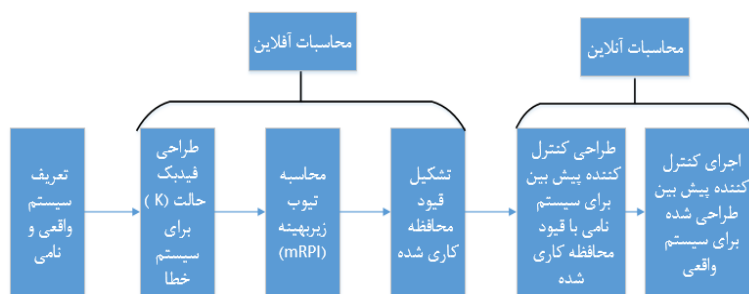 محاسبات آفلاین
محاسبات آنلاین
تعریف
سیستم
واقعی و
نامی
طراحی
فیدبک
حالت (K)
برای
سیستم
خطا
محاسبه
تیوب
زیربهینه
(mRPI)
تشکیل
قیود
محافظه
کاری شده
طراحی کنترل
کننده پیش بین
برای سیستم
نامی با قیود
محافظه کاری
شده
اجرای کنترل
کننده پیش بین
طراحی شده
برای سیستم
واقعی